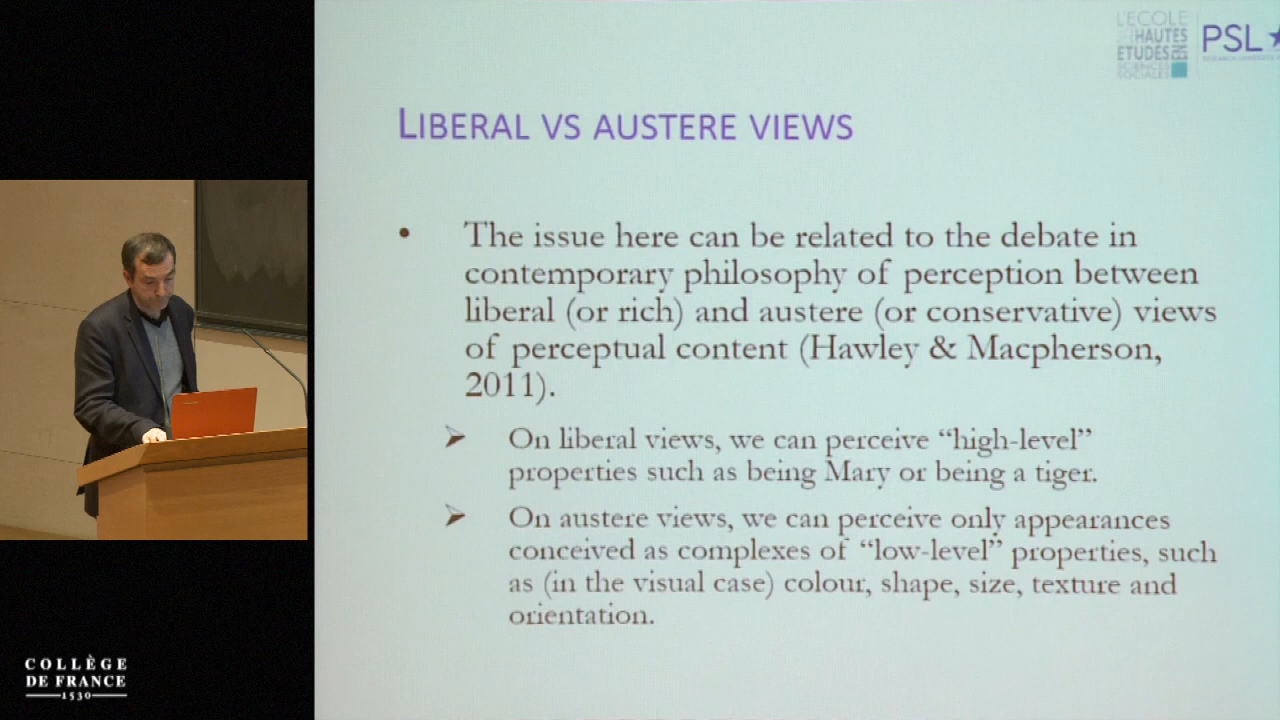 L'ECOLE
HAUTES
ETUDES EN
SCIENCES
SOCIALES
PSL
LIBERAL VS AUSTERE VIEWS
• The issue here can be related to the debate in
contemporary philosophy of perception between
liberal (or rich) and austere (or conservative) views
of perceptual content (Hawley & Macpherson,
2011).
On liberal views, we can perceive “high-level”
properties such as being Mary or being a tiger.
On austere views, we can perceive only appearances
conceived as complexes of “low-level” properties, such
as (in the visual case) colour, shape, size, texture and
orientation.
COLLÈGE
DE FRANCE
1530